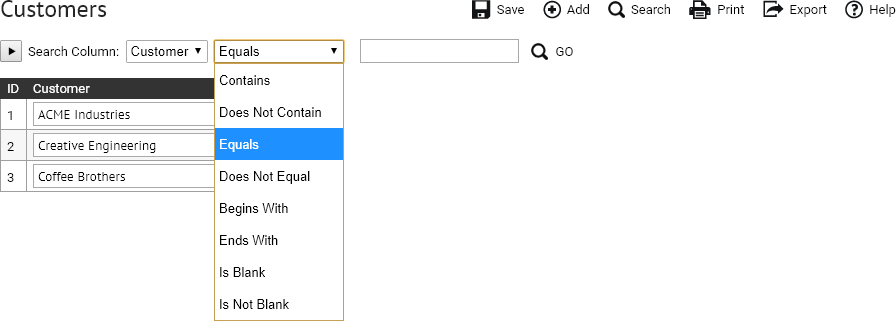 Customers
Save Add Search Print Export Help
Search Column: Customer Equals GO
ID Customer
1 ACME Industries
2 Creative Engineering
3 Coffee Brothers
Contains
Does Not Contain
Equals
Does Not Equal
Begins With
Ends With
Is Blank
Is Not Blank